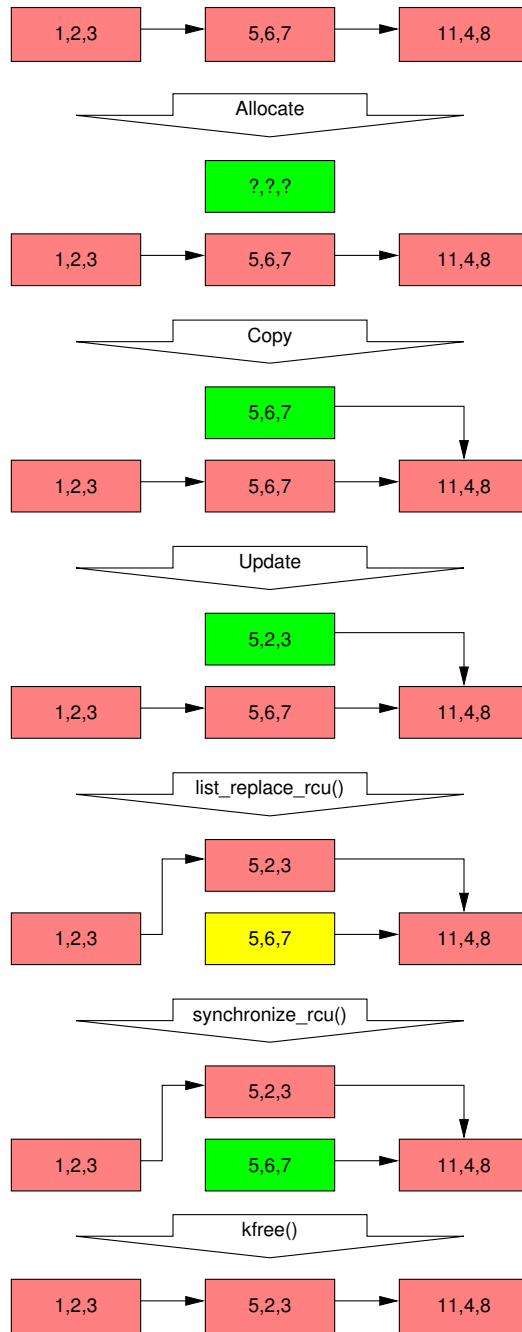 1,2,3 5,6,7 11,4,8
Allocate
?,?,?
1,2,3 5,6,7 11,4,8
Copy
5,6,7
1,2,3 5,6,7 11,4,8
Update
5,2,3
1,2,3 5,6,7 11,4,8
list_replace_rcu()
5,2,3
1,2,3 5,6,7 11,4,8
synchronize_rcu()
5,2,3
1,2,3 5,6,7 11,4,8
kfree()
1,2,3 5,2,3 11,4,8